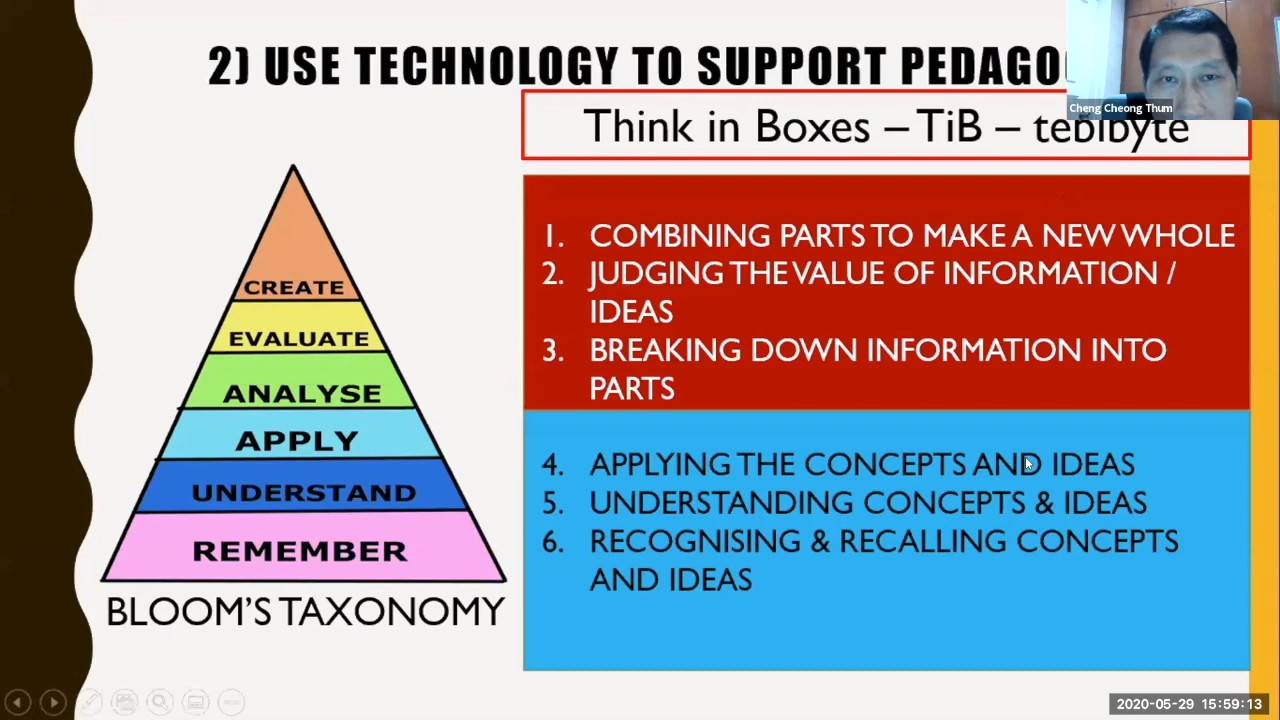 2) USE TECHNOLOGY TO SUPPORT
Cheng Cheong Thum
Think in Boxes – TiB – tebibyte
CREATE
EVALUATE
ANALYSE
APPLY
UNDERSTAND
REMEMBER
BLOOM'S TAXONOMY
1. COMBINING PARTS TO MAKE A NEW WHOLE
2. JUDGING THE VALUE OF INFORMATION /
IDEAS
3. BREAKING DOWN INFORMATION INTO
PARTS
4. APPLYING THE CONCEPTS AND IDEAS
5. UNDERSTANDING CONCEPTS & IDEAS
6. RECOGNISING & RECALLING CONCEPTS
AND IDEAS
2020-05-29 15:59:13